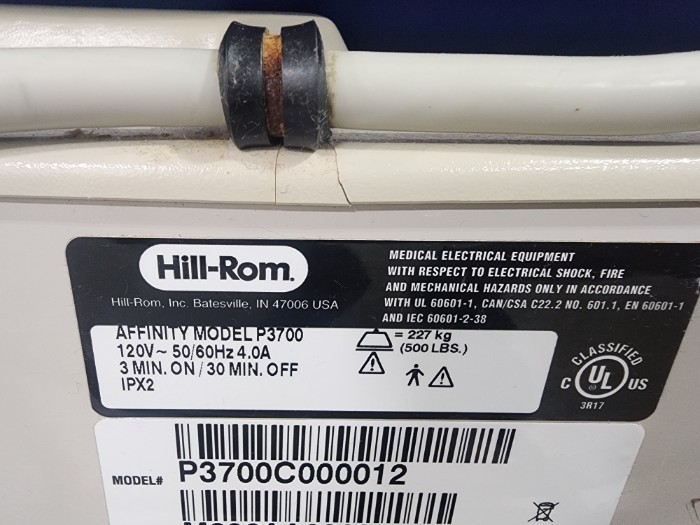 Hill-Rom.
Hill-Rom, Inc. Batesville, IN 47006 USA
MEDICAL ELECTRICAL EQUIPMENT
WITH RESPECT TO ELECTRICAL SHOCK, FIRE
AND MECHANICAL HAZARDS ONLY IN ACCORDANCE
WITH UL 60601-1, CAN/CSA C22.2 NO. 601.1, EN 60601-1
AND IEC 60601-2-38
AFFINITY MODEL P3700
120V~ 50/60Hz 4.0A
3 MIN. ON / 30 MIN. OFF
IPX2
= 227 kg
(500 LBS.)
CLASSIFIED
C UL US
3R17
MODEL# P3700C000012